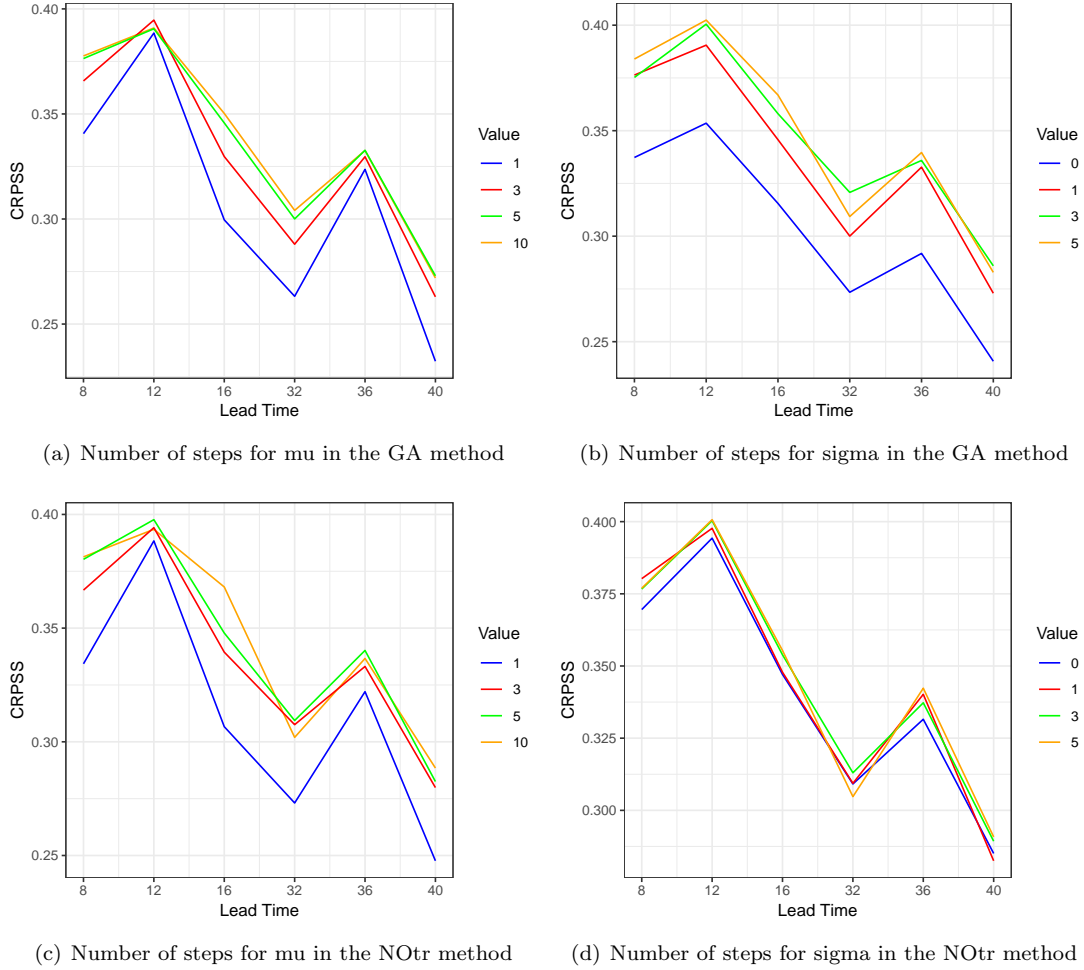 0.40
0.35
0.30
0.25
CRPSS
8 12 16 32 36 40
Lead Time
Value
1
3
5
10
(a) Number of steps for mu in the GA method
0.40
0.35
0.30
0.25
CRPSS
8 12 16 32 36 40
Lead Time
Value
0
1
3
5
(b) Number of steps for sigma in the GA method
0.40
0.35
0.30
0.25
CRPSS
8 12 16 32 36 40
Lead Time
Value
1
3
5
10
(c) Number of steps for mu in the NOtr method
0.400
0.375
0.350
0.325
0.300
CRPSS
8 12 16 32 36 40
Lead Time
Value
0
1
3
5
(d) Number of steps for sigma in the NOtr method